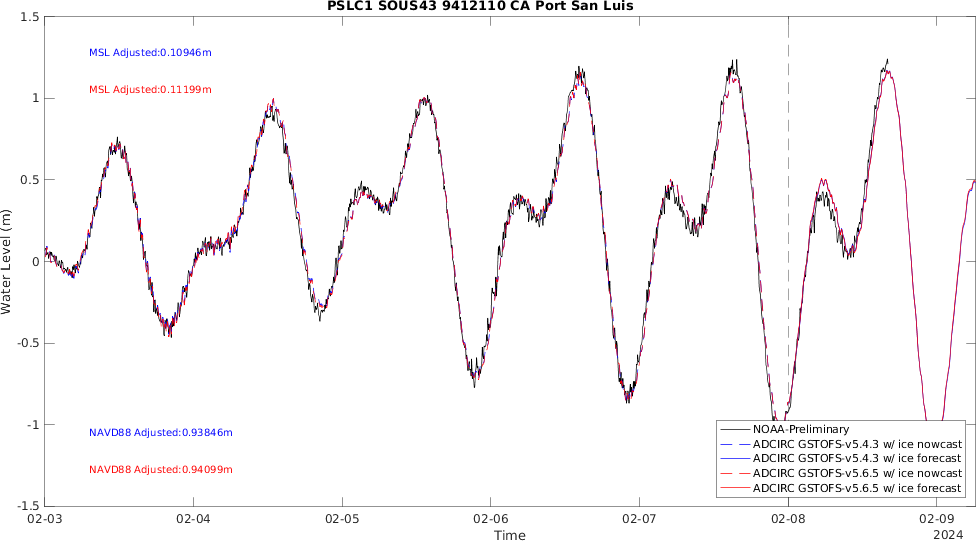 PSLC1 SOUS43 9412110 CA Port San Luis
1.5
MSL Adjusted:0.10946m
MSL Adjusted:0.11199m
1
0.5
0
Water Level (m)
-0.5
-1
NAVD88 Adjusted:0.93846m
NAVD88 Adjusted:0.94099m
-1.5
NOAA-Preliminary
ADCIRC GSTOFS-v5.4.3 w/ ice nowcast
ADCIRC GSTOFS-v5.4.3 w/ ice forecast
ADCIRC GSTOFS-v5.6.5 w/ ice nowcast
ADCIRC GSTOFS-v5.6.5 w/ ice forecast
02-03 02-04 02-05 02-06 02-07 02-08 02-09
Time
2024